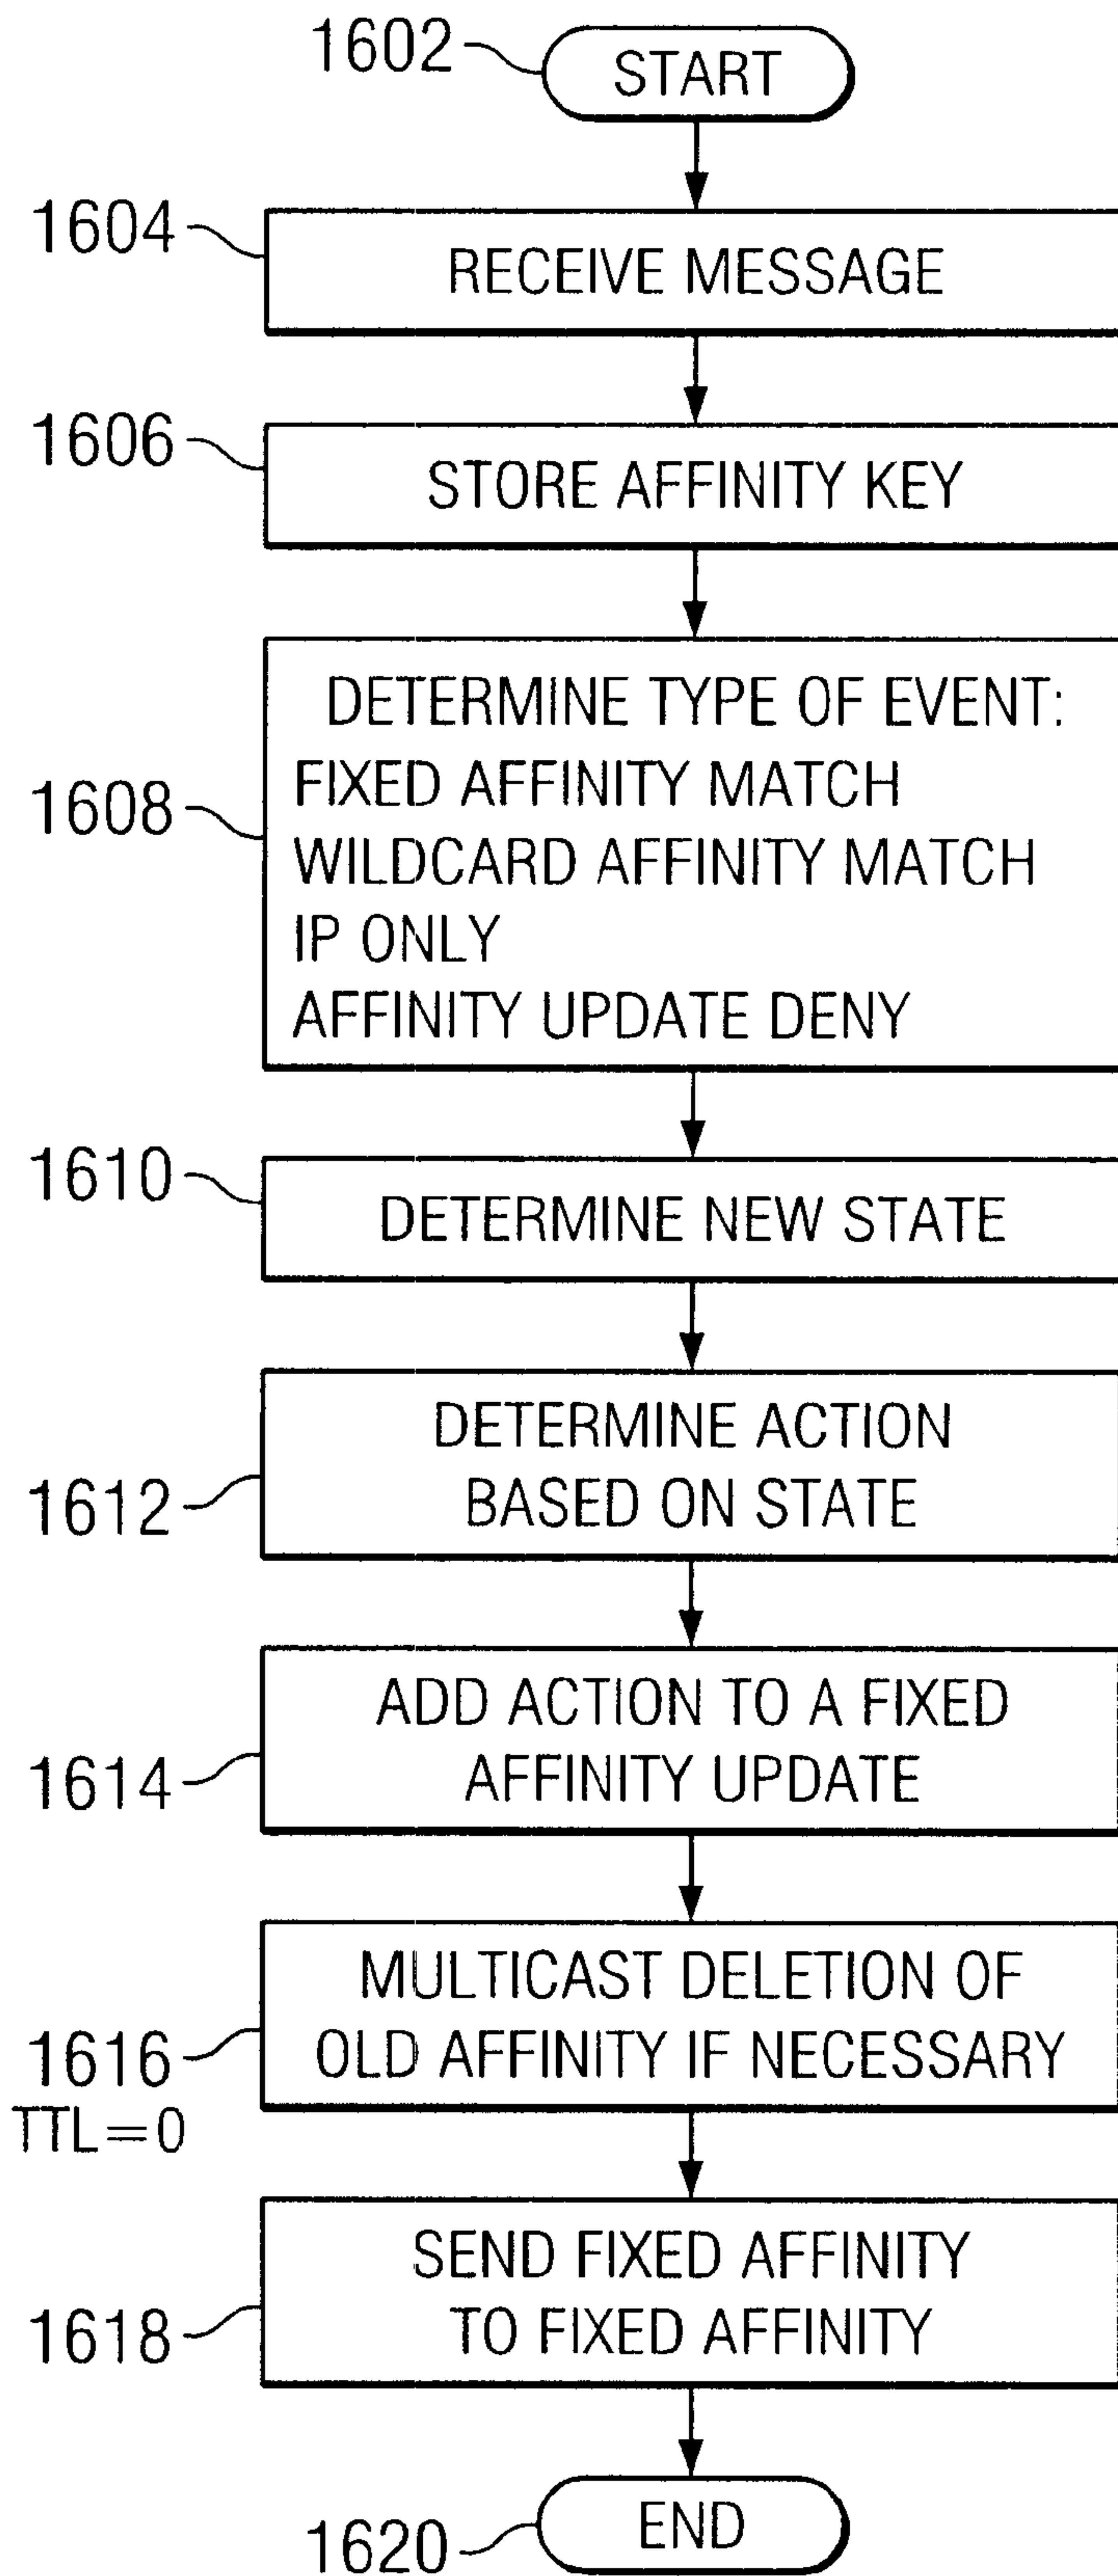 1602
START
1604
RECEIVE MESSAGE
1606
STORE AFFINITY KEY
1608
DETERMINE TYPE OF EVENT:
FIXED AFFINITY MATCH
WILDCARD AFFINITY MATCH
IP ONLY
AFFINITY UPDATE DENY
1610
DETERMINE NEW STATE
1612
DETERMINE ACTION
BASED ON STATE
1614
ADD ACTION TO A FIXED
AFFINITY UPDATE
1616
TTL=0
MULTICAST DELETION OF
OLD AFFINITY IF NECESSARY
1618
SEND FIXED AFFINITY
TO FIXED AFFINITY
1620
END